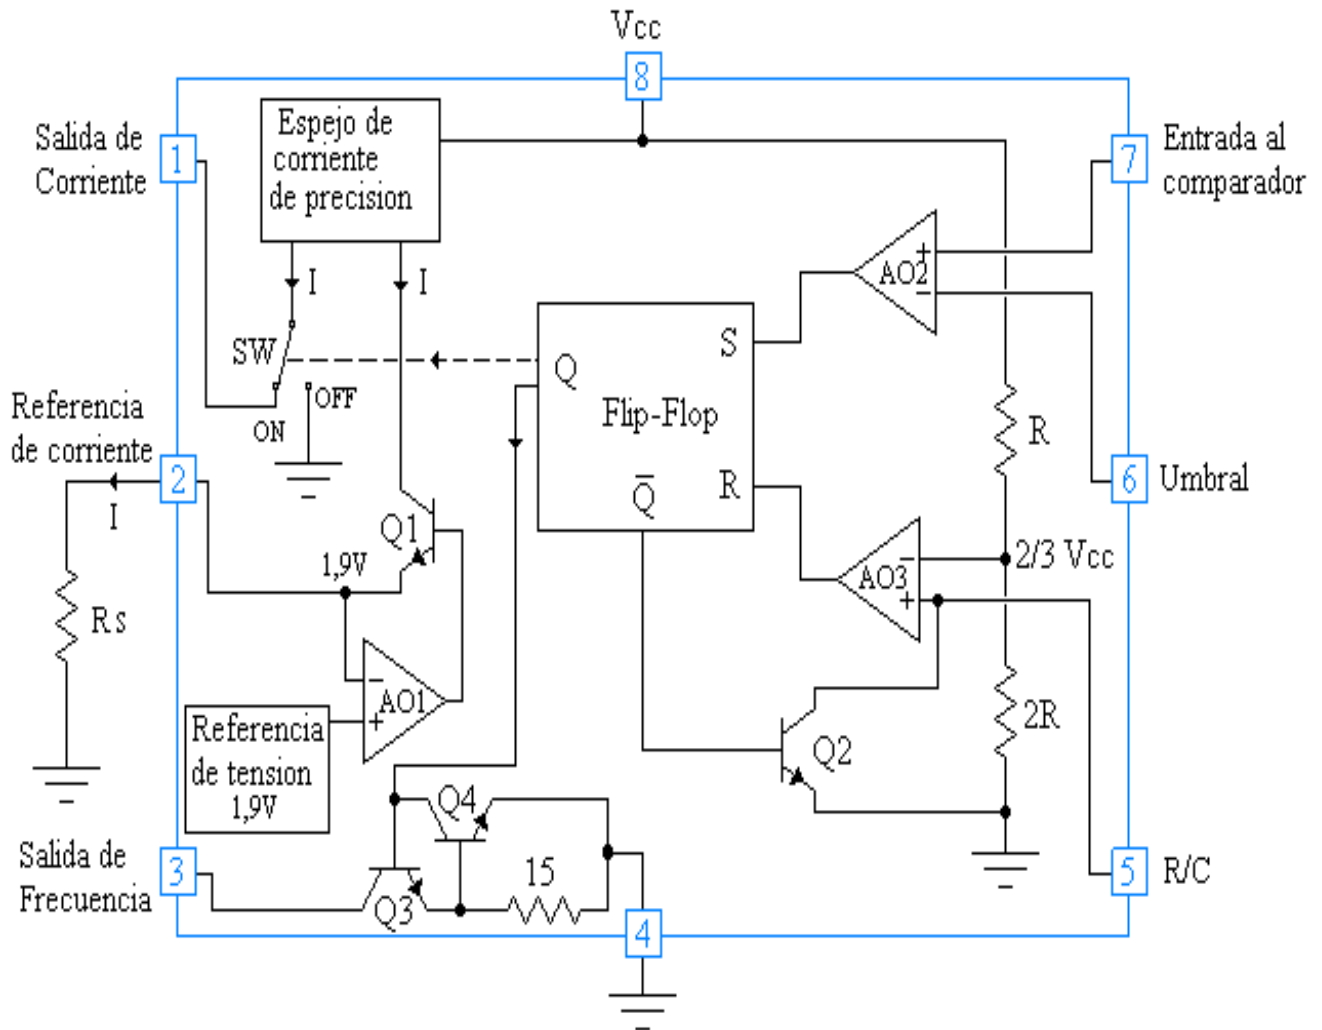 Vcc
8
Salida de
Corriente
1
Espejo de
corriente
de precision
7
Entrada al
comparador
I
I
+
AO2
−
SW
OFF
ON
Q
S
Flip-Flop
R
Q̅
R
Referencia
de corriente
2
I
6
Umbral
Q1
1,9V
2/3 Vcc
−
AO3
+
Rs
−
AO1
+
Referencia
de tension
1,9V
2R
Q2
Q4
Salida de
Frecuencia
3
15
Q3
5
R/C
4